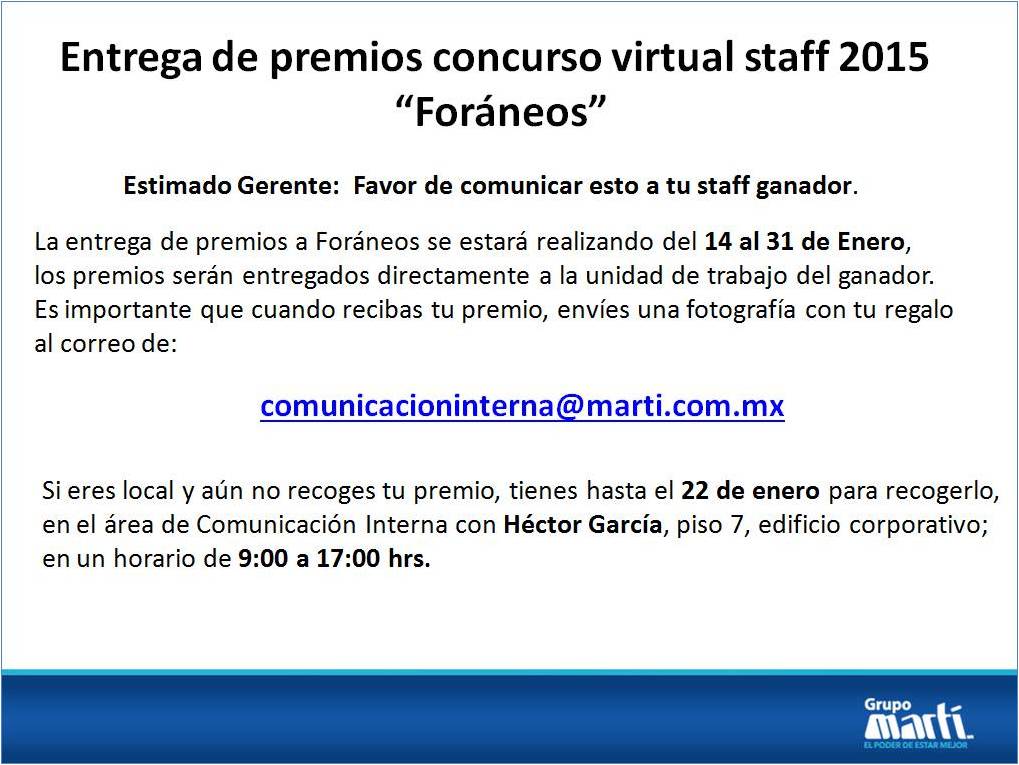 Entrega de premios concurso virtual staff 2015
“Foráneos”
Estimado Gerente: Favor de comunicar esto a tu staff ganador.
La entrega de premios a Foráneos se estará realizando del 14 al 31 de Enero,
los premios serán entregados directamente a la unidad de trabajo del ganador.
Es importante que cuando recibas tu premio, envíes una fotografía con tu regalo
al correo de:
comunicacioninterna@marti.com.mx
Si eres local y aún no recoges tu premio, tienes hasta el 22 de enero para recogerlo,
en el área de Comunicación Interna con Héctor García, piso 7, edificio corporativo;
en un horario de 9:00 a 17:00 hrs.
Grupo
martí.
EL PODER DE ESTAR MEJOR